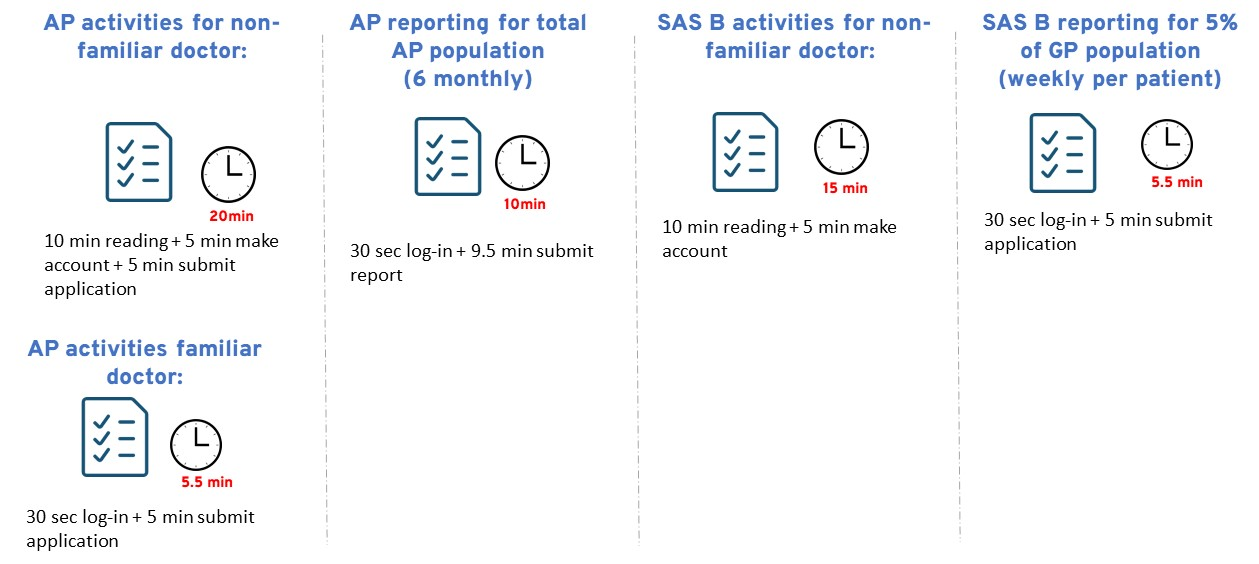 AP activities for non-
familiar doctor:
20min
10 min reading + 5 min make
account + 5 min submit
application
AP activities familiar
doctor:
5.5 min
30 sec log-in + 5 min submit
application
AP reporting for total
AP population
(6 monthly)
10min
30 sec log-in + 9.5 min submit
report
SAS B activities for non-
familiar doctor:
15 min
10 min reading + 5 min make
account
SAS B reporting for 5%
of GP population
(weekly per patient)
5.5 min
30 sec log-in + 5 min submit
application